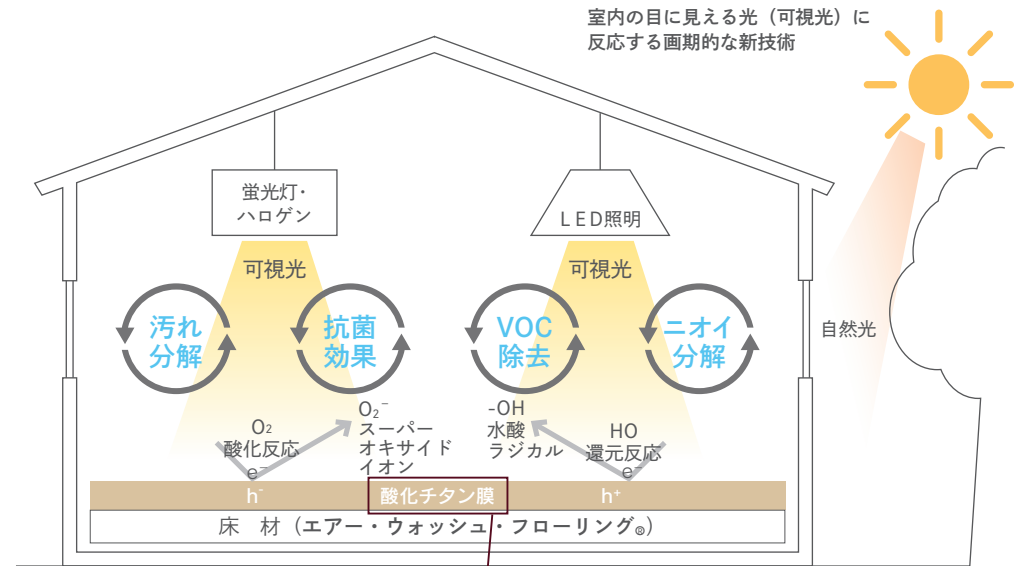 室内の目に見える光（可視光）に
反応する画期的な新技術
蛍光灯・
ハロゲン
LED照明
可視光
可視光
汚れ
分解
抗菌
効果
VOC
除去
ニオイ
分解
自然光
O₂
酸化反応
e⁻
O₂⁻
スーパー
オキサイド
イオン
-OH
水酸
ラジカル
HO
還元反応
e⁻
h⁻
酸化チタン膜
h⁺
床　材（エアー・ウォッシュ・フローリング®）